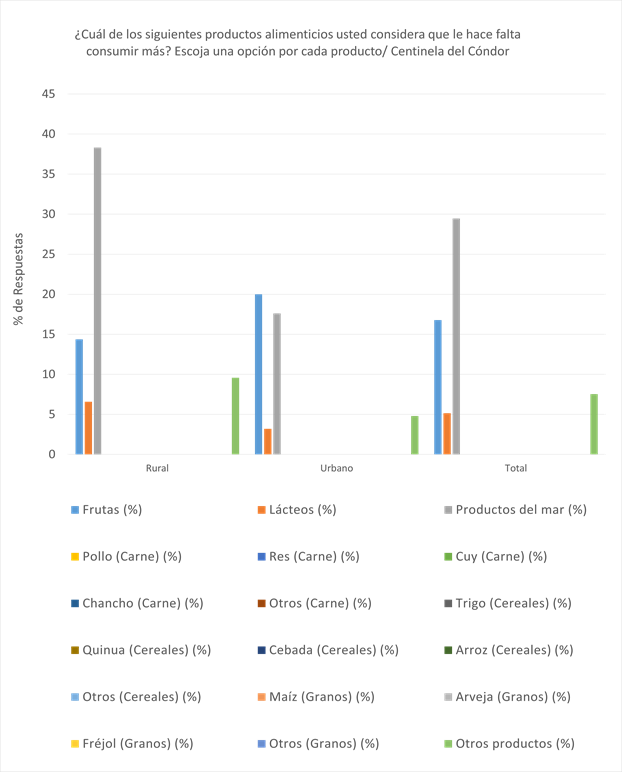 ¿Cuál de los siguientes productos alimenticios usted considera que le hace falta
consumir más? Escoja una opción por cada producto/ Centinela del Cóndor
45
40
35
30
25
20
15
10
5
0
% de Respuestas
Rural Urbano Total
Frutas (%) Lácteos (%) Productos del mar (%)
Pollo (Carne) (%) Res (Carne) (%) Cuy (Carne) (%)
Chancho (Carne) (%) Otros (Carne) (%) Trigo (Cereales) (%)
Quinua (Cereales) (%) Cebada (Cereales) (%) Arroz (Cereales) (%)
Otros (Cereales) (%) Maíz (Granos) (%) Arveja (Granos) (%)
Fréjol (Granos) (%) Otros (Granos) (%) Otros productos (%)